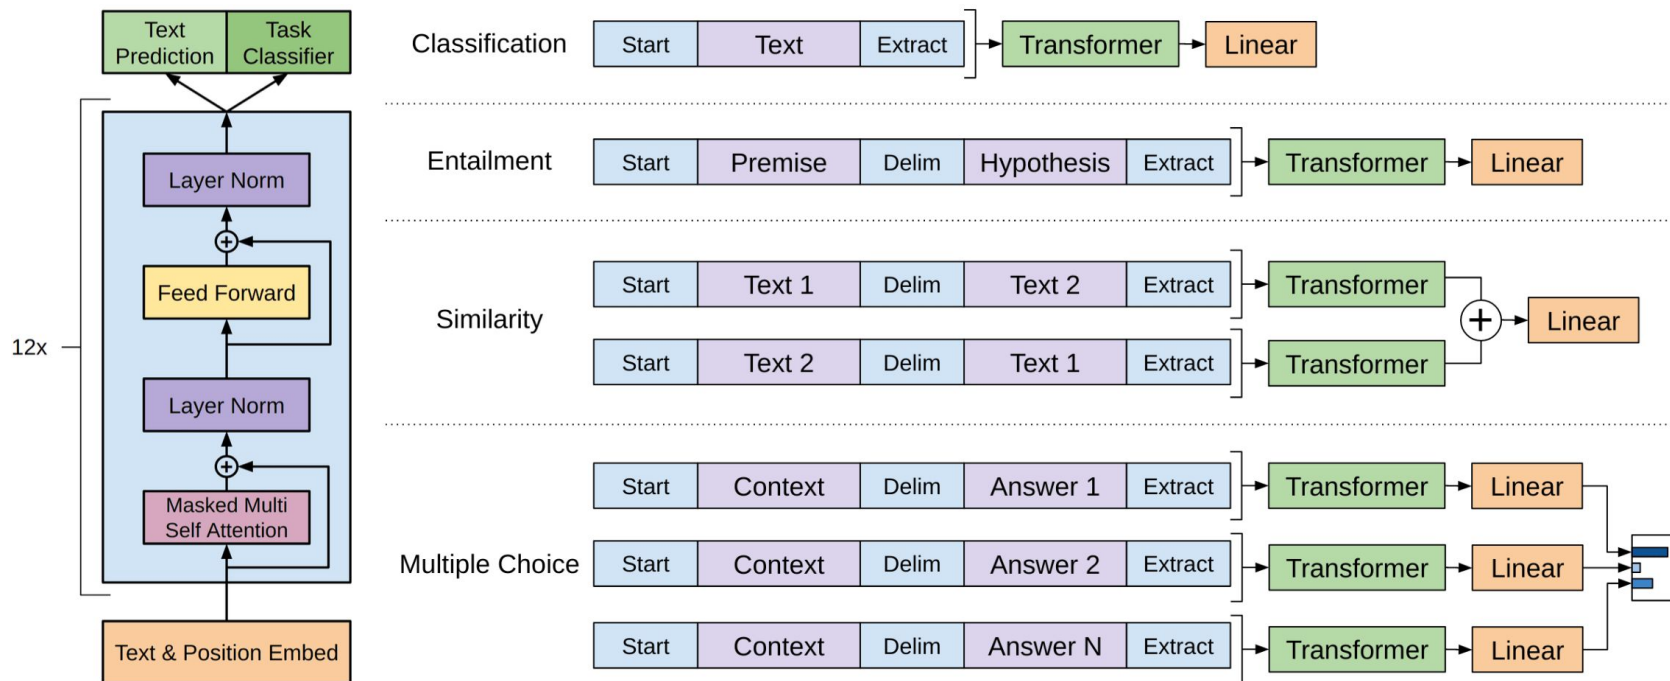 Text
Prediction
Task
Classifier
12x
Layer Norm
Feed Forward
Layer Norm
Masked Multi
Self Attention
Text & Position Embed
Classification
Start Text Extract Transformer Linear
Entailment
Start Premise Delim Hypothesis Extract Transformer Linear
Similarity
Start Text 1 Delim Text 2 Extract Transformer
Start Text 2 Delim Text 1 Extract Transformer
Linear
Multiple Choice
Start Context Delim Answer 1 Extract Transformer Linear
Start Context Delim Answer 2 Extract Transformer Linear
Start Context Delim Answer N Extract Transformer Linear